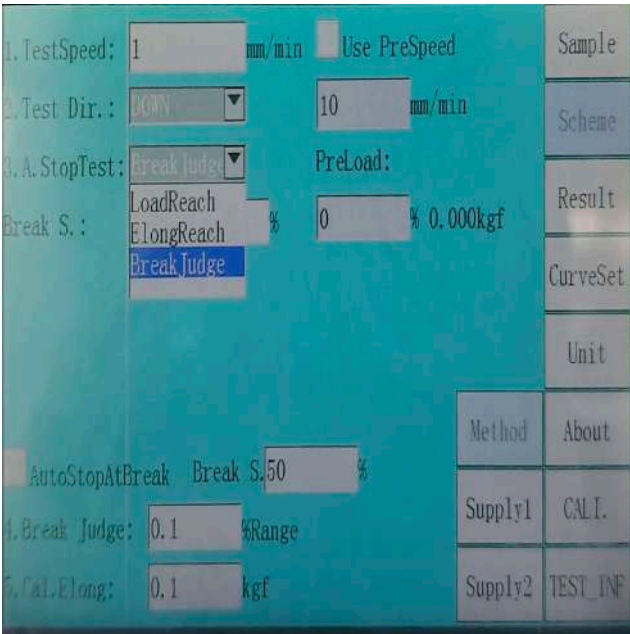 1.TestSpeed: 1 mm/min Use PreSpeed Sample
2.Test Dir.: DOWN 10 mm/min Scheme
3.A.StopTest: BreakJudge PreLoad:
LoadReach Result
Break S.: ElongReach % 0 % 0.000kgf
BreakJudge CurveSet
Unit
Method About
AutoStopAtBreak Break S.50 %
Supply1 CALI.
4.Break Judge: 0.1 %Range
5.Cal.Elong: 0.1 kgf Supply2 TEST_INF